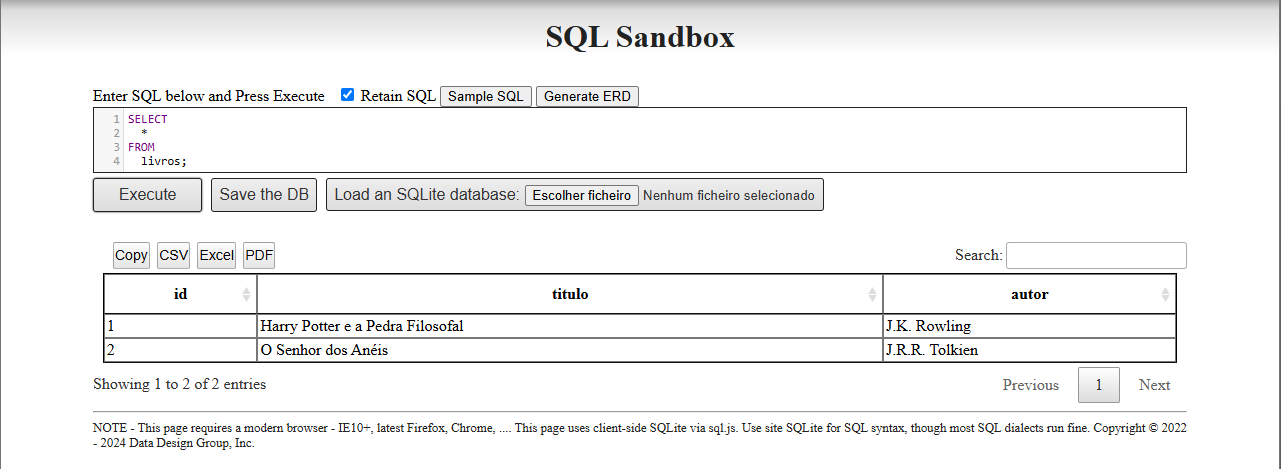 SQL Sandbox
Enter SQL below and Press Execute Retain SQL Sample SQL Generate ERD
1 SELECT
2 *
3 FROM
4 livros;
Execute Save the DB Load an SQLite database: Escolher ficheiro Nenhum ficheiro selecionado
Copy CSV Excel PDF Search:
id titulo autor
1 Harry Potter e a Pedra Filosofal J.K. Rowling
2 O Senhor dos Anéis J.R.R. Tolkien
Showing 1 to 2 of 2 entries Previous 1 Next
NOTE - This page requires a modern browser - IE10+, latest Firefox, Chrome, .... This page uses client-side SQLite via sql.js. Use site SQLite for SQL syntax, though most SQL dialects run fine. Copyright © 2022
- 2024 Data Design Group, Inc.